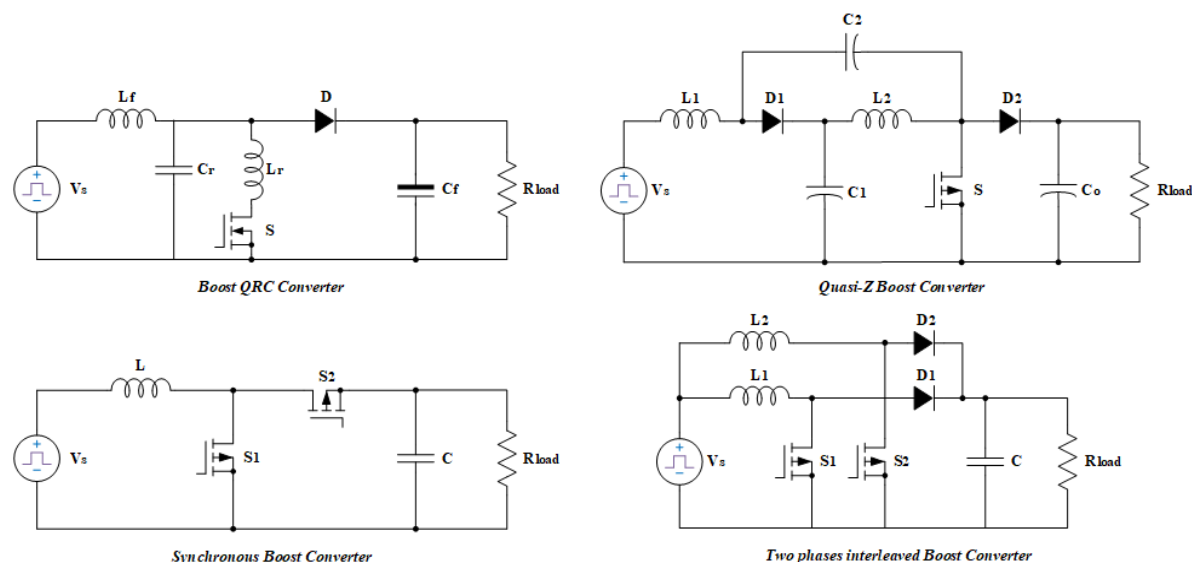 Lf
D
Vs
Cr
Lr
S
Cf
Rload
Boost QRC Converter
C2
L1
D1
L2
D2
Vs
C1
S
Co
Rload
Quasi-Z Boost Converter
L
S2
Vs
S1
C
Rload
Synchronous Boost Converter
L2
D2
L1
D1
Vs
S1
S2
C
Rload
Two phases interleaved Boost Converter